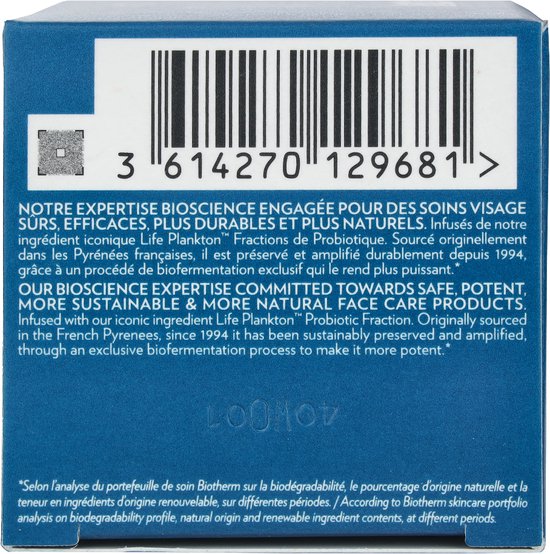 3 614270 129681 >
NOTRE EXPERTISE BIOSCIENCE ENGAGÉE POUR DES SOINS VISAGE
SÛRS, EFFICACES, PLUS DURABLES ET PLUS NATURELS. Infusés de notre
ingrédient iconique Life Plankton™ Fractions de Probiotique. Sourcé originellement
dans les Pyrénées françaises, il est préservé et amplifié durablement depuis 1994,
grâce à un procédé de biofermentation exclusif qui le rend plus puissant.*
OUR BIOSCIENCE EXPERTISE COMMITTED TOWARDS SAFE, POTENT,
MORE SUSTAINABLE & MORE NATURAL FACE CARE PRODUCTS.
Infused with our iconic ingredient Life Plankton™ Probiotic Fraction. Originally sourced
in the French Pyrenees, since 1994 it has been sustainably preserved and amplified,
through an exclusive biofermentation process to make it more potent.*
*Selon l'analyse du portefeuille de soin Biotherm sur la biodégradabilité, le pourcentage d'origine naturelle et la
teneur en ingrédients d'origine renouvelable, sur différentes périodes. / According to Biotherm skincare portfolio
analysis on biodegradability profile, natural origin and renewable ingredient contents, at different periods.